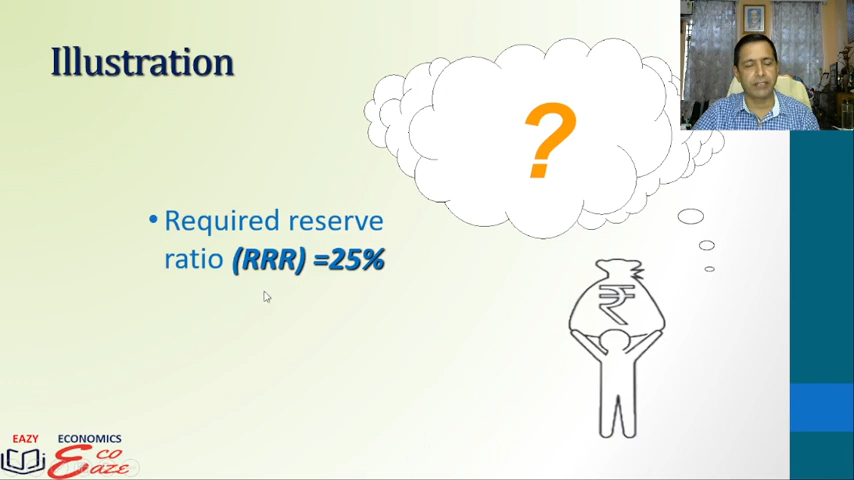 Illustration
?
• Required reserve
ratio (RRR) =25%
₹
EAZY ECONOMICS
Eco
Eaze